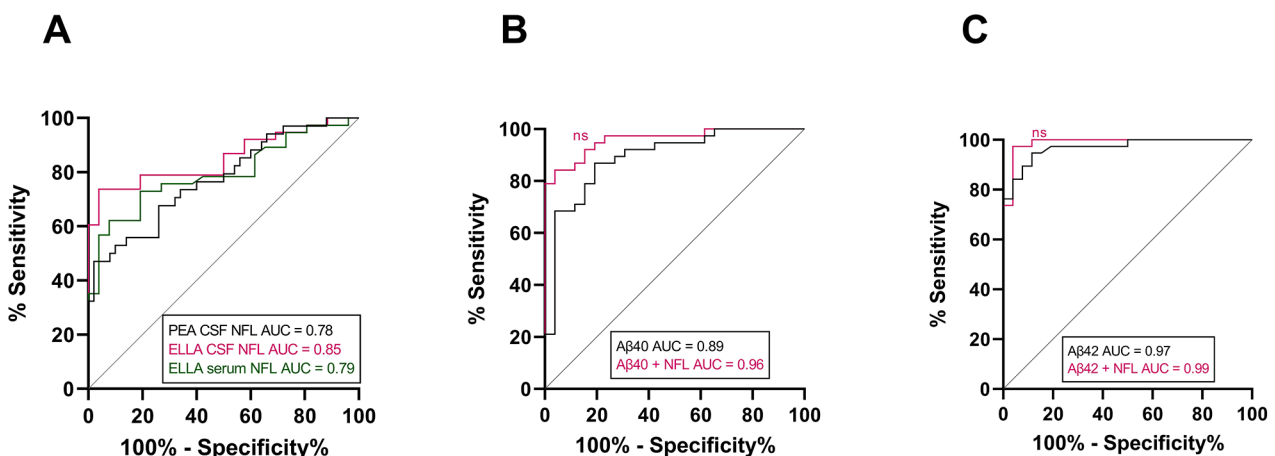 A
B
C
% Sensitivity
100
80
60
40
20
0
PEA CSF NFL AUC = 0.78
ELLA CSF NFL AUC = 0.85
ELLA serum NFL AUC = 0.79
0 20 40 60 80 100
100% - Specificity%
% Sensitivity
100
80
60
40
20
0
ns
Aβ40 AUC = 0.89
Aβ40 + NFL AUC = 0.96
0 20 40 60 80 100
100% - Specificity%
% Sensitivity
100
80
60
40
20
0
ns
Aβ42 AUC = 0.97
Aβ42 + NFL AUC = 0.99
0 20 40 60 80 100
100% - Specificity%